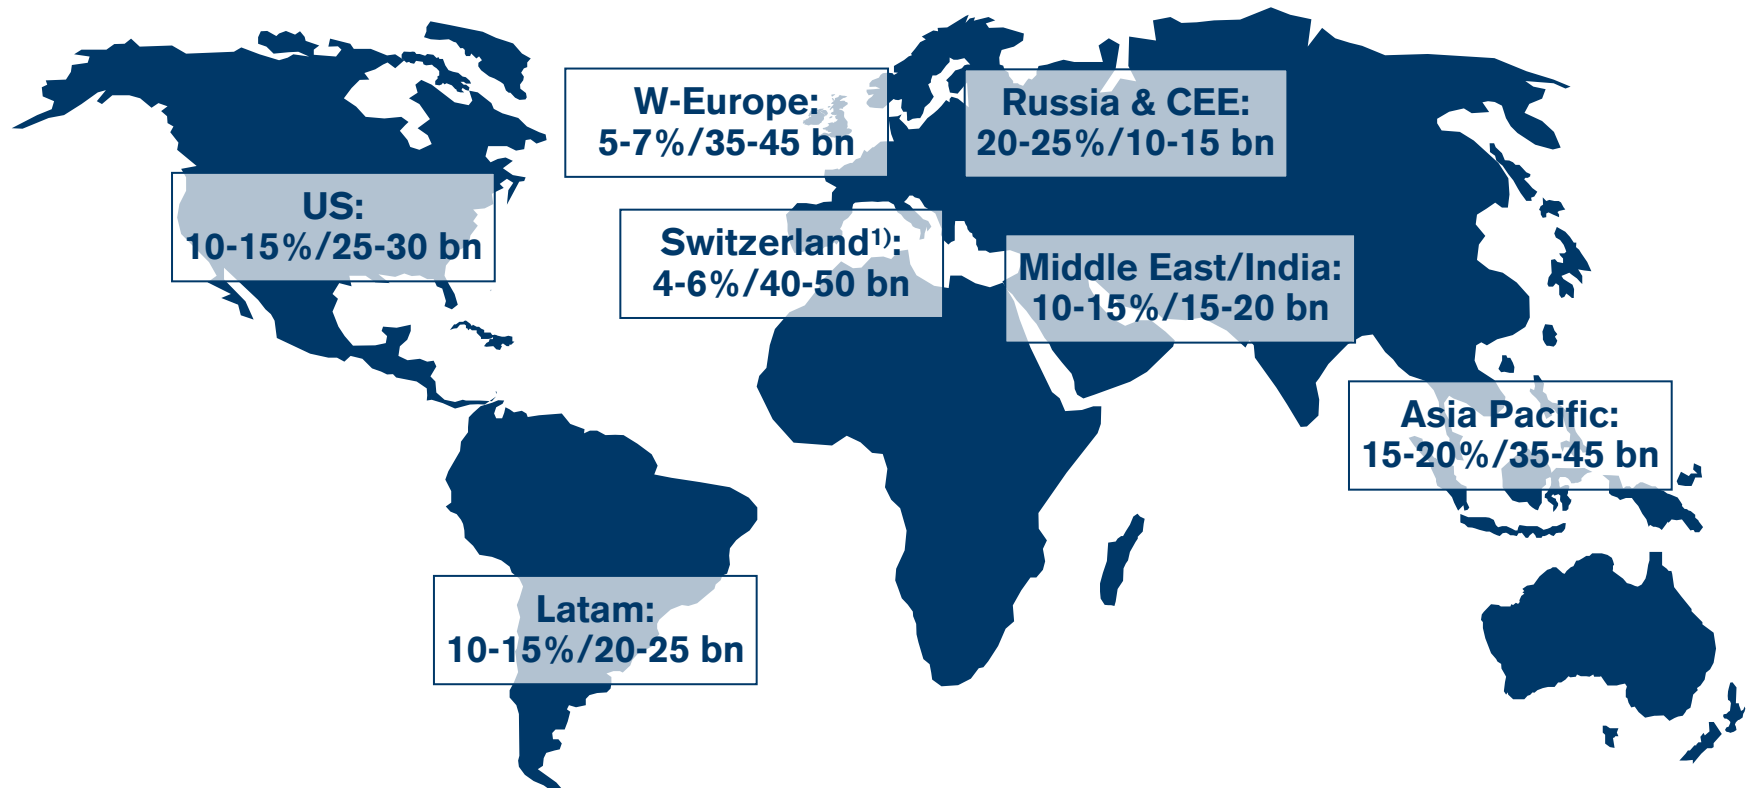 W-Europe:
5-7%/35-45 bn
Russia & CEE:
20-25%/10-15 bn
US:
10-15%/25-30 bn
Switzerland¹⁾:
4-6%/40-50 bn
Middle East/India:
10-15%/15-20 bn
Asia Pacific:
15-20%/35-45 bn
Latam:
10-15%/20-25 bn